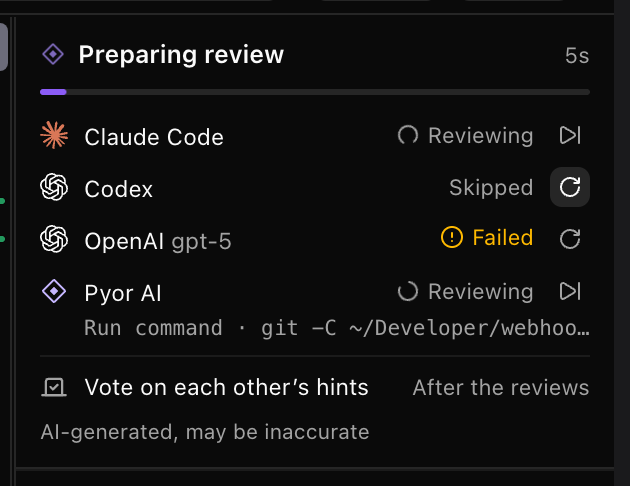 Preparing review 5s
Claude Code Reviewing
Codex Skipped
OpenAI gpt-5 Failed
Pyor AI Reviewing
Run command · git -C ~/Developer/webhoo…
Vote on each other’s hints After the reviews
AI-generated, may be inaccurate